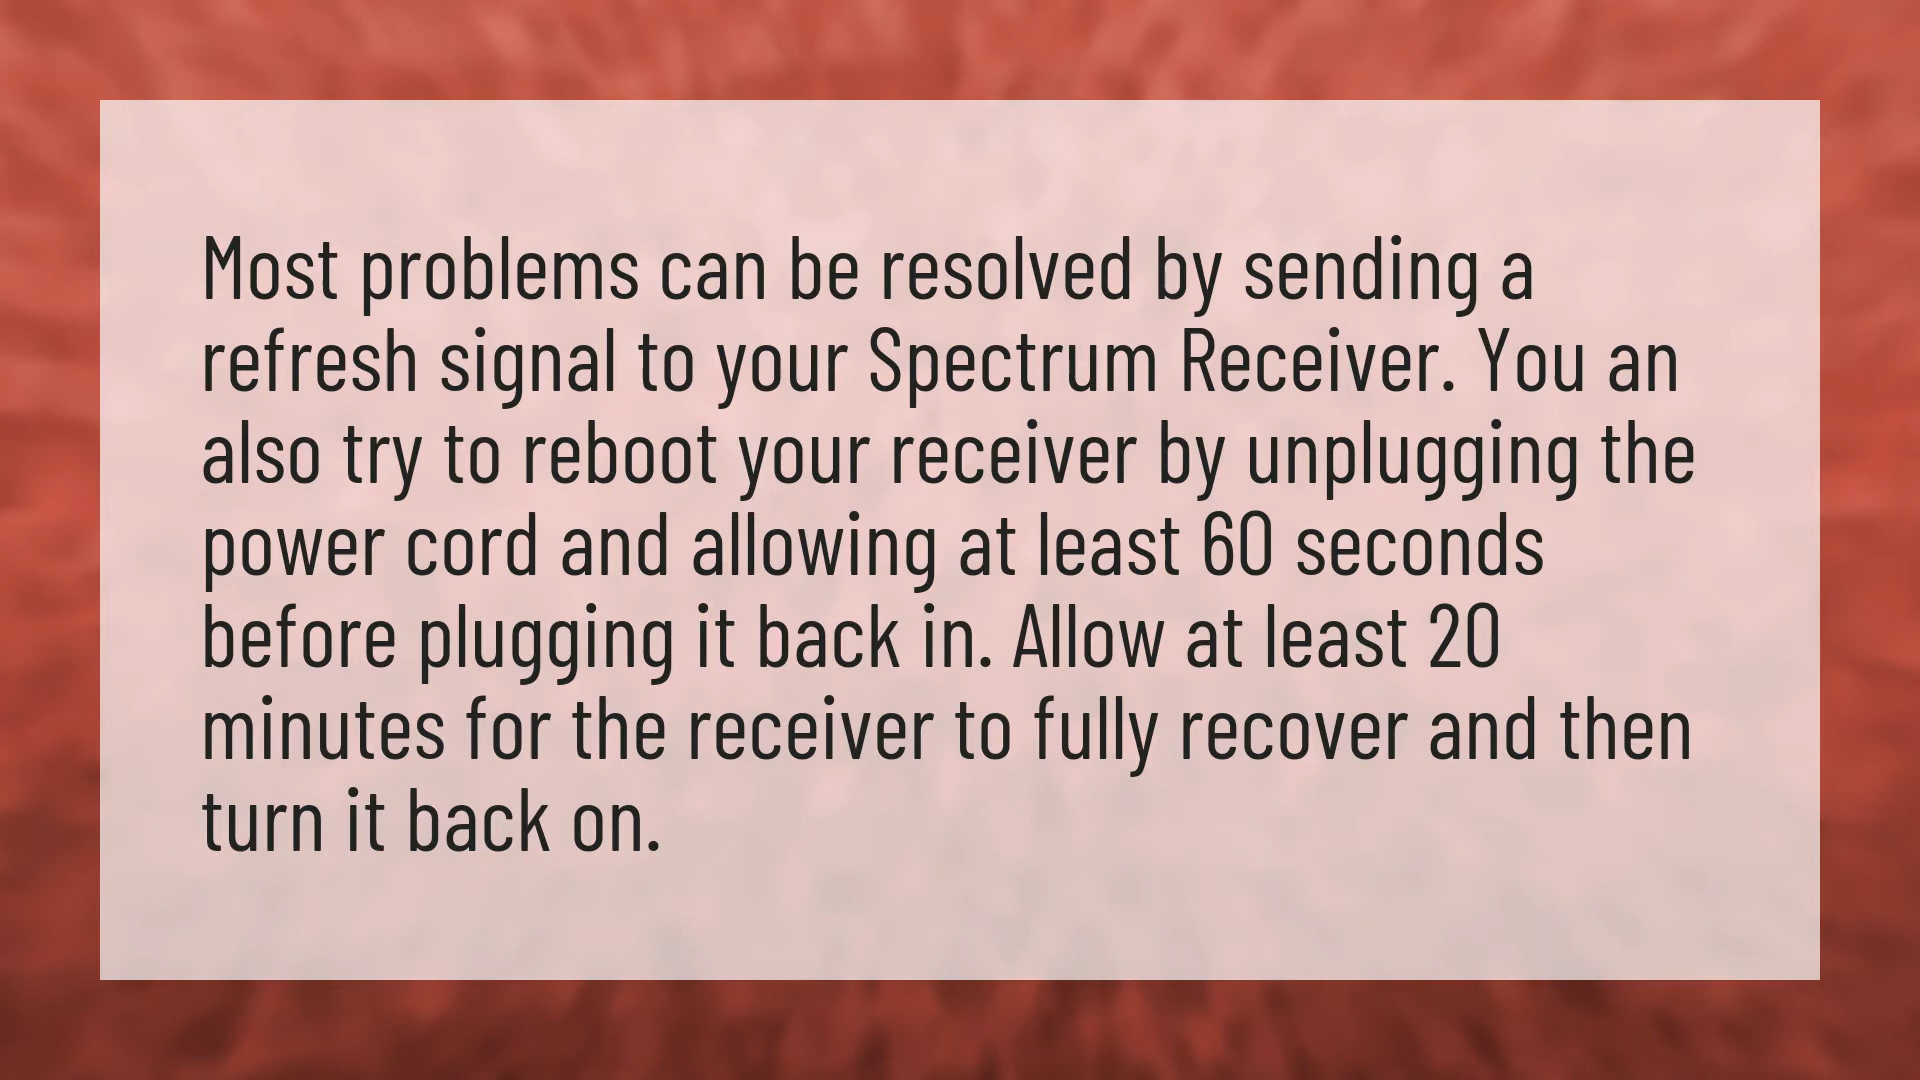 Most problems can be resolved by sending a
refresh signal to your Spectrum Receiver. You an
also try to reboot your receiver by unplugging the
power cord and allowing at least 60 seconds
before plugging it back in. Allow at least 20
minutes for the receiver to fully recover and then
turn it back on.